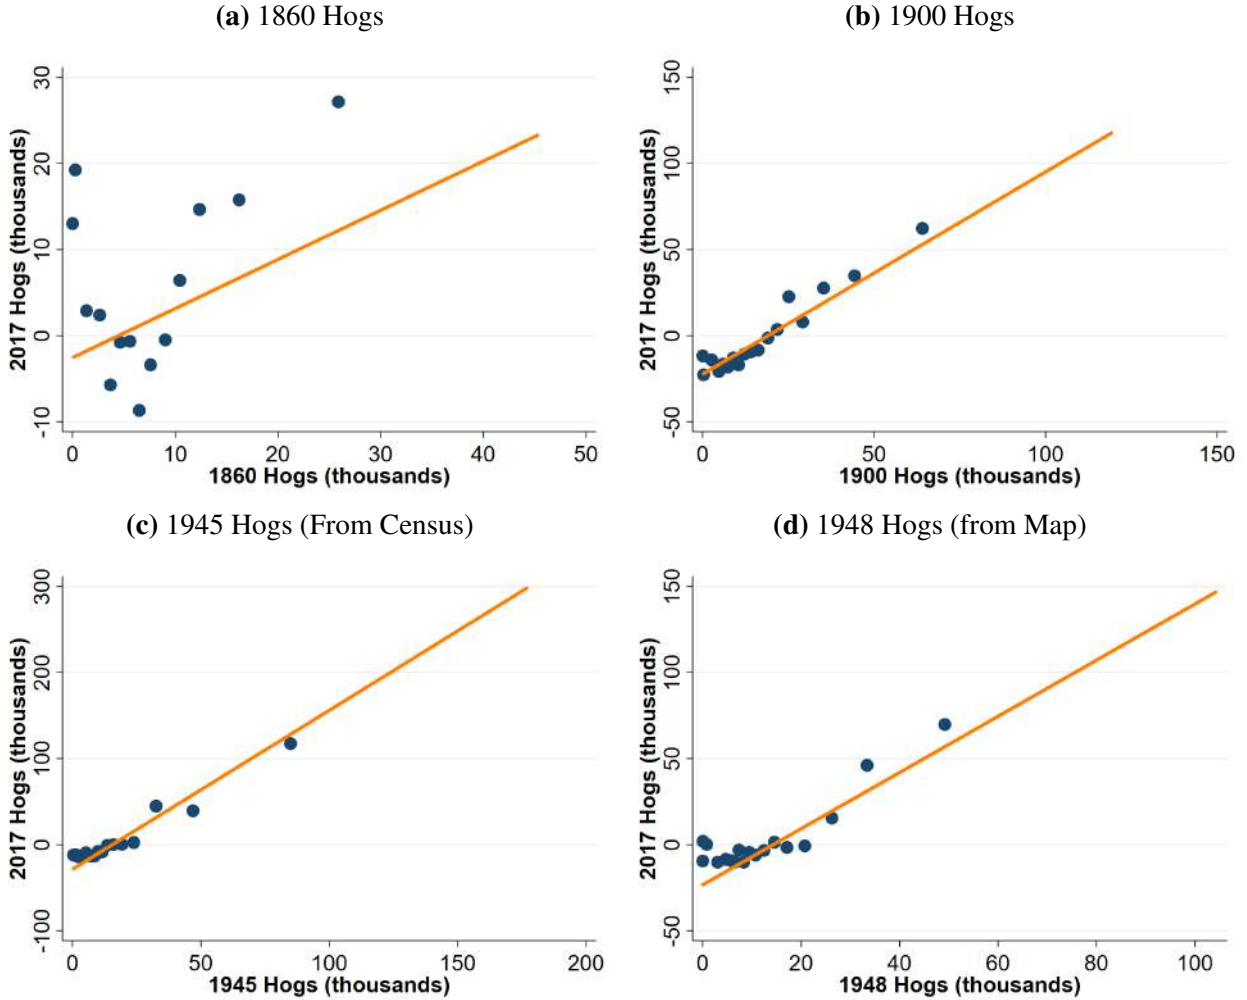 (a) 1860 Hogs
2017 Hogs (thousands)
30
20
10
0
-10
0 10 20 30 40 50
1860 Hogs (thousands)
(b) 1900 Hogs
2017 Hogs (thousands)
150
100
50
0
-50
0 50 100 150
1900 Hogs (thousands)
(c) 1945 Hogs (From Census)
2017 Hogs (thousands)
300
200
100
0
-100
0 50 100 150 200
1945 Hogs (thousands)
(d) 1948 Hogs (from Map)
2017 Hogs (thousands)
150
100
50
0
-50
0 20 40 60 80 100
1948 Hogs (thousands)